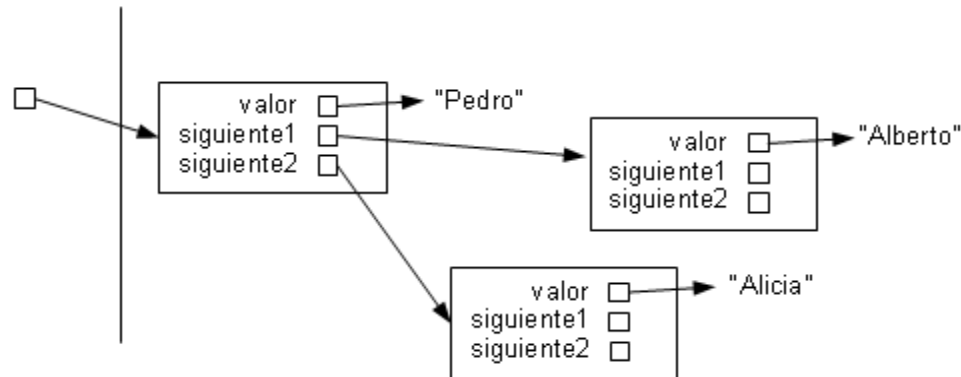 valor
"Pedro"
siguiente1
siguiente2
valor
"Alberto"
siguiente1
siguiente2
valor
"Alicia"
siguiente1
siguiente2